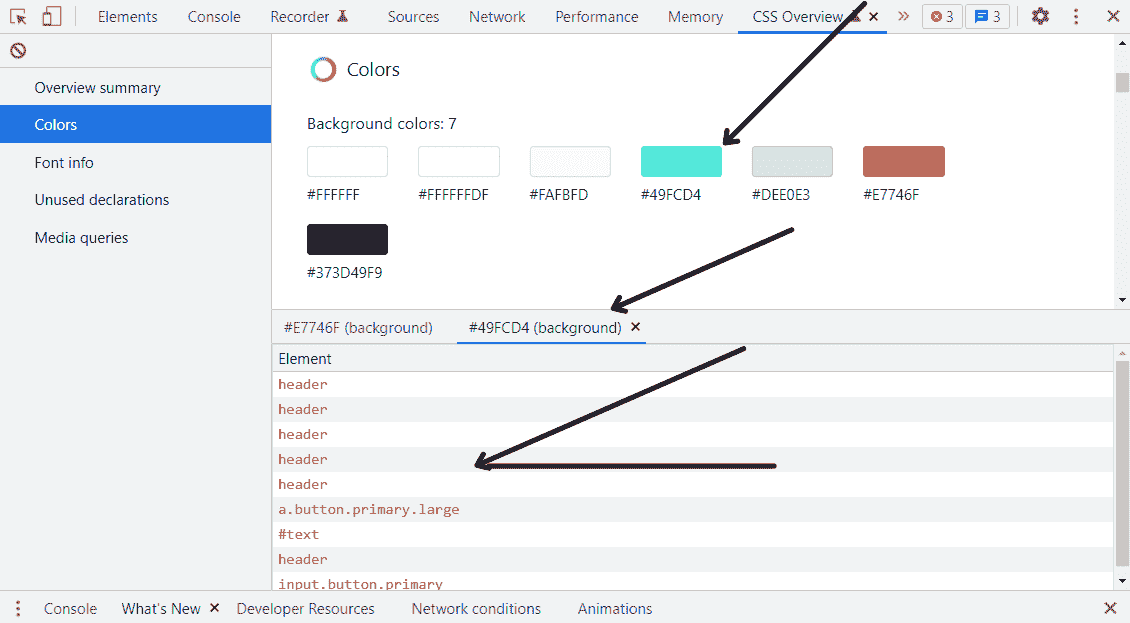 Elements Console Recorder Sources Network Performance Memory CSS Overview 3 3
Overview summary
Colors
Font info
Unused declarations
Media queries
Colors
Background colors: 7
#FFFFFF #FFFFFFDF #FAFBFD #49FCD4 #DEE0E3 #E7746F
#373D49F9
#E7746F (background) #49FCD4 (background)
Element
header
header
header
header
header
a.button.primary.large
#text
header
input.button.primary
Console What's New Developer Resources Network conditions Animations